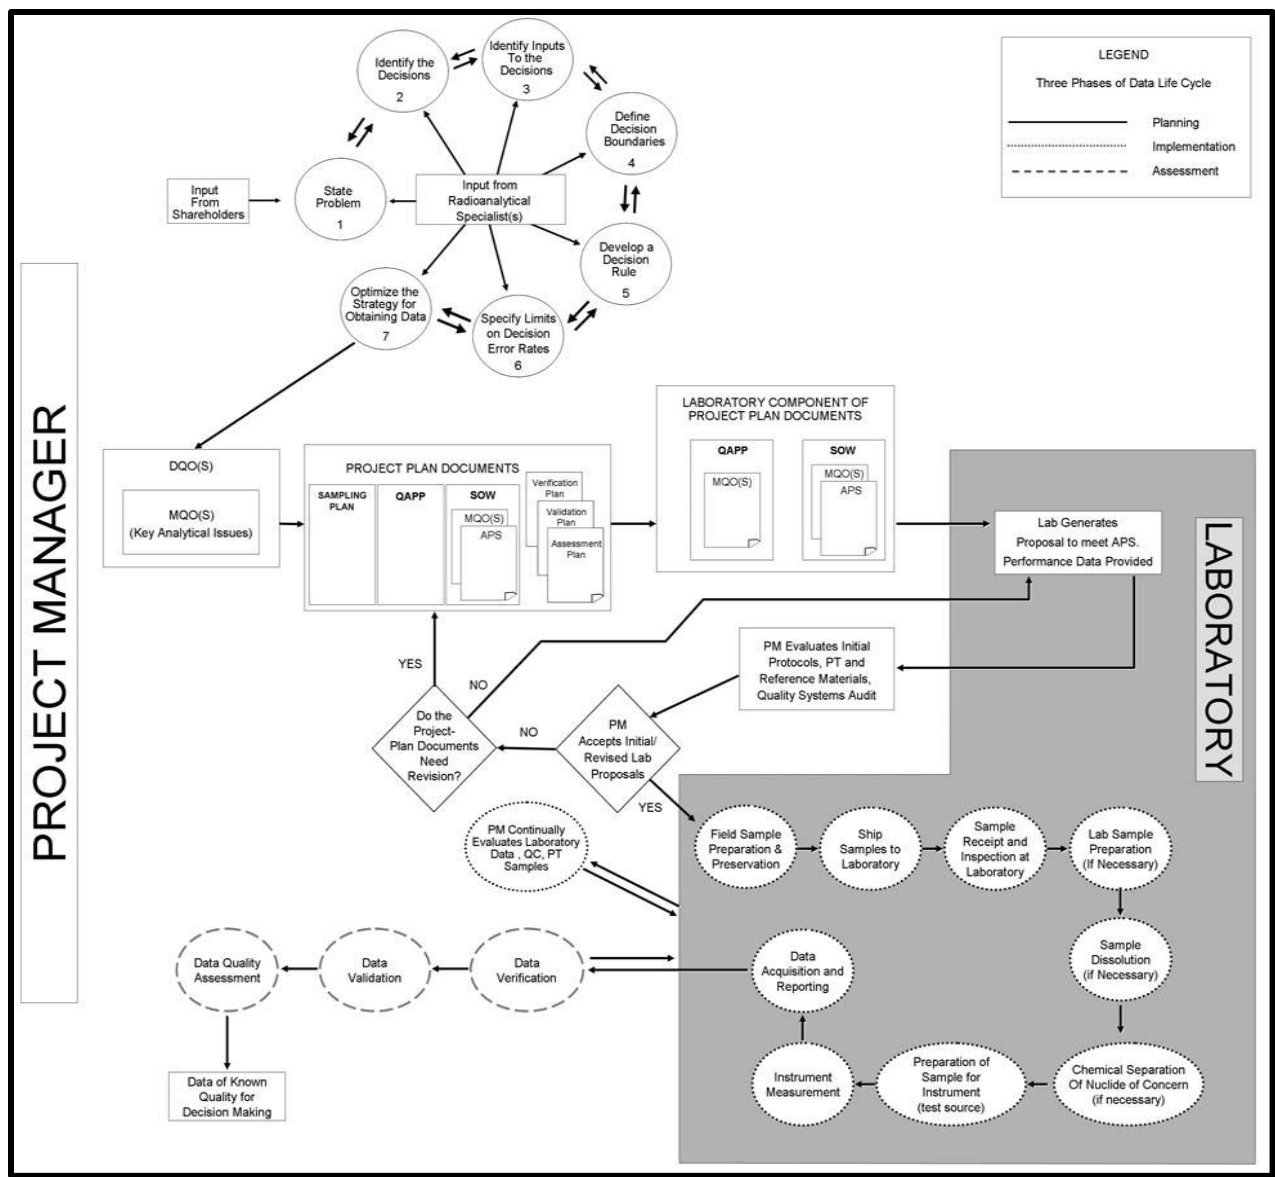 Identify the
Decisions
2
Identify Inputs
To the
Decisions
3
Define
Decision
Boundaries
4
LEGEND
Three Phases of Data Life Cycle
Planning
Implementation
Assessment
Input
From
Shareholders
State
Problem
1
Input from
Radioanalytical
Specialist(s)
Develop a
Decision
Rule
5
Optimize the
Strategy for
Obtaining Data
7
Specify Limits
on Decision
Error Rates
6
PROJECT MANAGER
DQO(S)
MQO(S)
(Key Analytical Issues)
PROJECT PLAN DOCUMENTS
SAMPLING
PLAN
QAPP
SOW
MQO(S)
APS
Verification
Plan
Validation
Plan
Assessment
Plan
LABORATORY COMPONENT OF
PROJECT PLAN DOCUMENTS
QAPP
MQO(S)
SOW
MQO(S)
APS
Lab Generates
Proposal to meet APS.
Performance Data Provided
LABORATORY
PM Evaluates Initial
Protocols, PT and
Reference Materials,
Quality Systems Audit
YES
NO
Do the
Project-
Plan Documents
Need
Revision?
NO
PM
Accepts Initial/
Revised Lab
Proposals
YES
PM Continually
Evaluates Laboratory
Data , QC, PT
Samples
Field Sample
Preparation &
Preservation
Ship
Samples to
Laboratory
Sample
Receipt and
Inspection at
Laboratory
Lab Sample
Preparation
(If Necessary)
Sample
Dissolution
(if Necessary)
Data Quality
Assessment
Data
Validation
Data
Verification
Data
Acquisition and
Reporting
Data of Known
Quality for
Decision Making
Instrument
Measurement
Preparation of
Sample for
Instrument
(test source)
Chemical Separation
Of Nuclide of Concern
(if necessary)